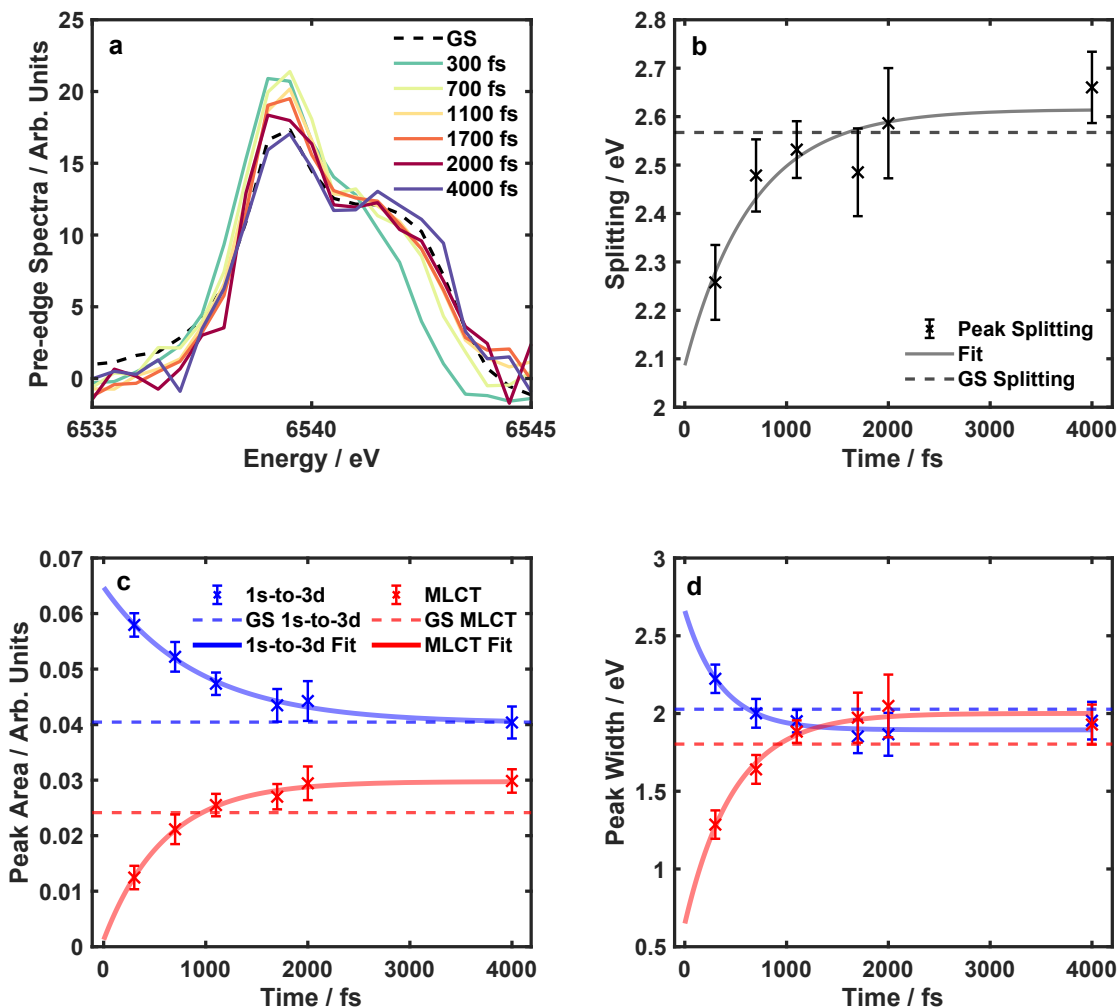 a
GS
300 fs
700 fs
1100 fs
1700 fs
2000 fs
4000 fs
25
20
15
10
5
0
6535
6540
6545
Pre-edge Spectra / Arb. Units
Energy / eV
b
2.8
2.7
2.6
2.5
2.4
2.3
2.2
2.1
2
Splitting / eV
Peak Splitting
Fit
GS Splitting
0
1000
2000
3000
4000
Time / fs
c
0.07
0.06
0.05
0.04
0.03
0.02
0.01
0
Peak Area / Arb. Units
1s-to-3d
GS 1s-to-3d
1s-to-3d Fit
MLCT
GS MLCT
MLCT Fit
0
1000
2000
3000
4000
Time / fs
d
3
2.5
2
1.5
1
0.5
Peak Width / eV
0
1000
2000
3000
4000
Time / fs